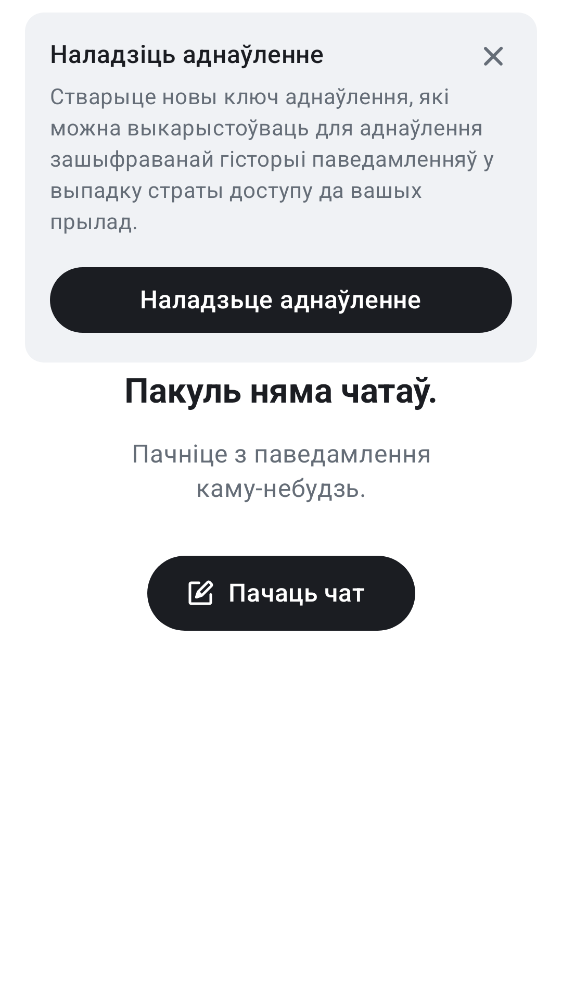 Наладзіць аднаўленне
Стварыце новы ключ аднаўлення, які
можна выкарыстоўваць для аднаўлення
зашыфраванай гісторыі паведамленняў у
выпадку страты доступу да вашых
прылад.
Наладзьце аднаўленне
Пакуль няма чатаў.
Пачніце з паведамлення
каму-небудзь.
Пачаць чат